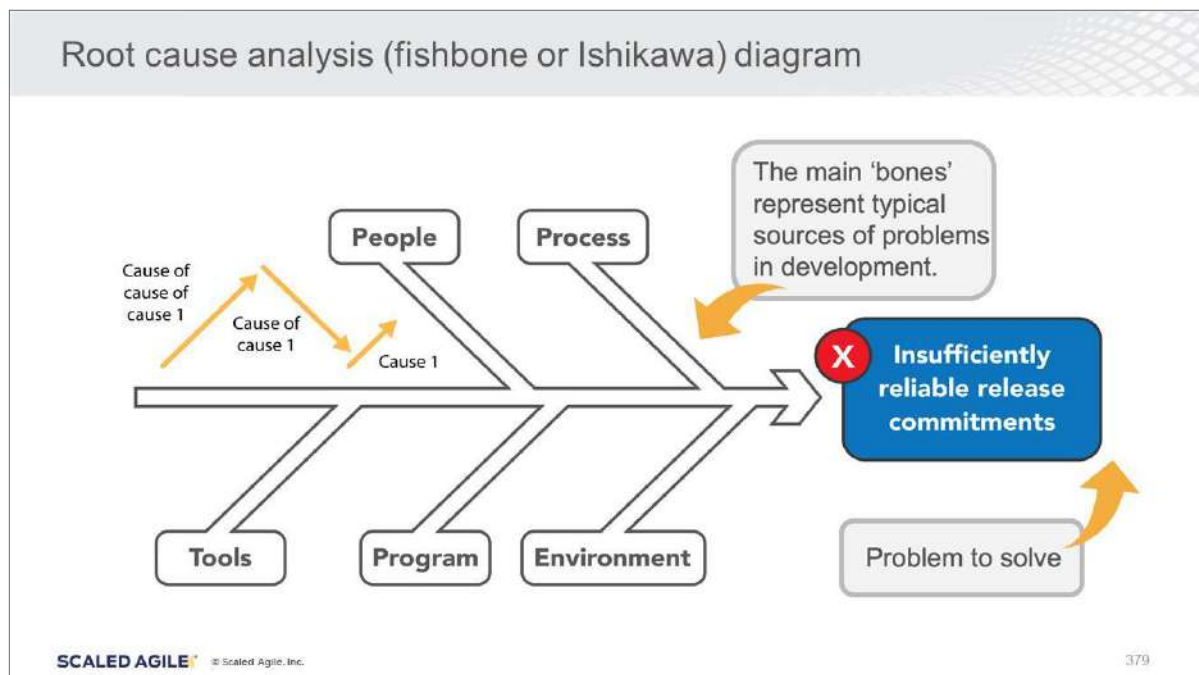 Root cause analysis (fishbone or Ishikawa) diagram
The main ‘bones’
represent typical
sources of problems
in development.
People
Process
Cause of
cause of
cause 1
Cause of
cause 1
Cause 1
X
Insufficiently
reliable release
commitments
Tools
Program
Environment
Problem to solve
SCALED AGILE
© Scaled Agile, Inc.
379